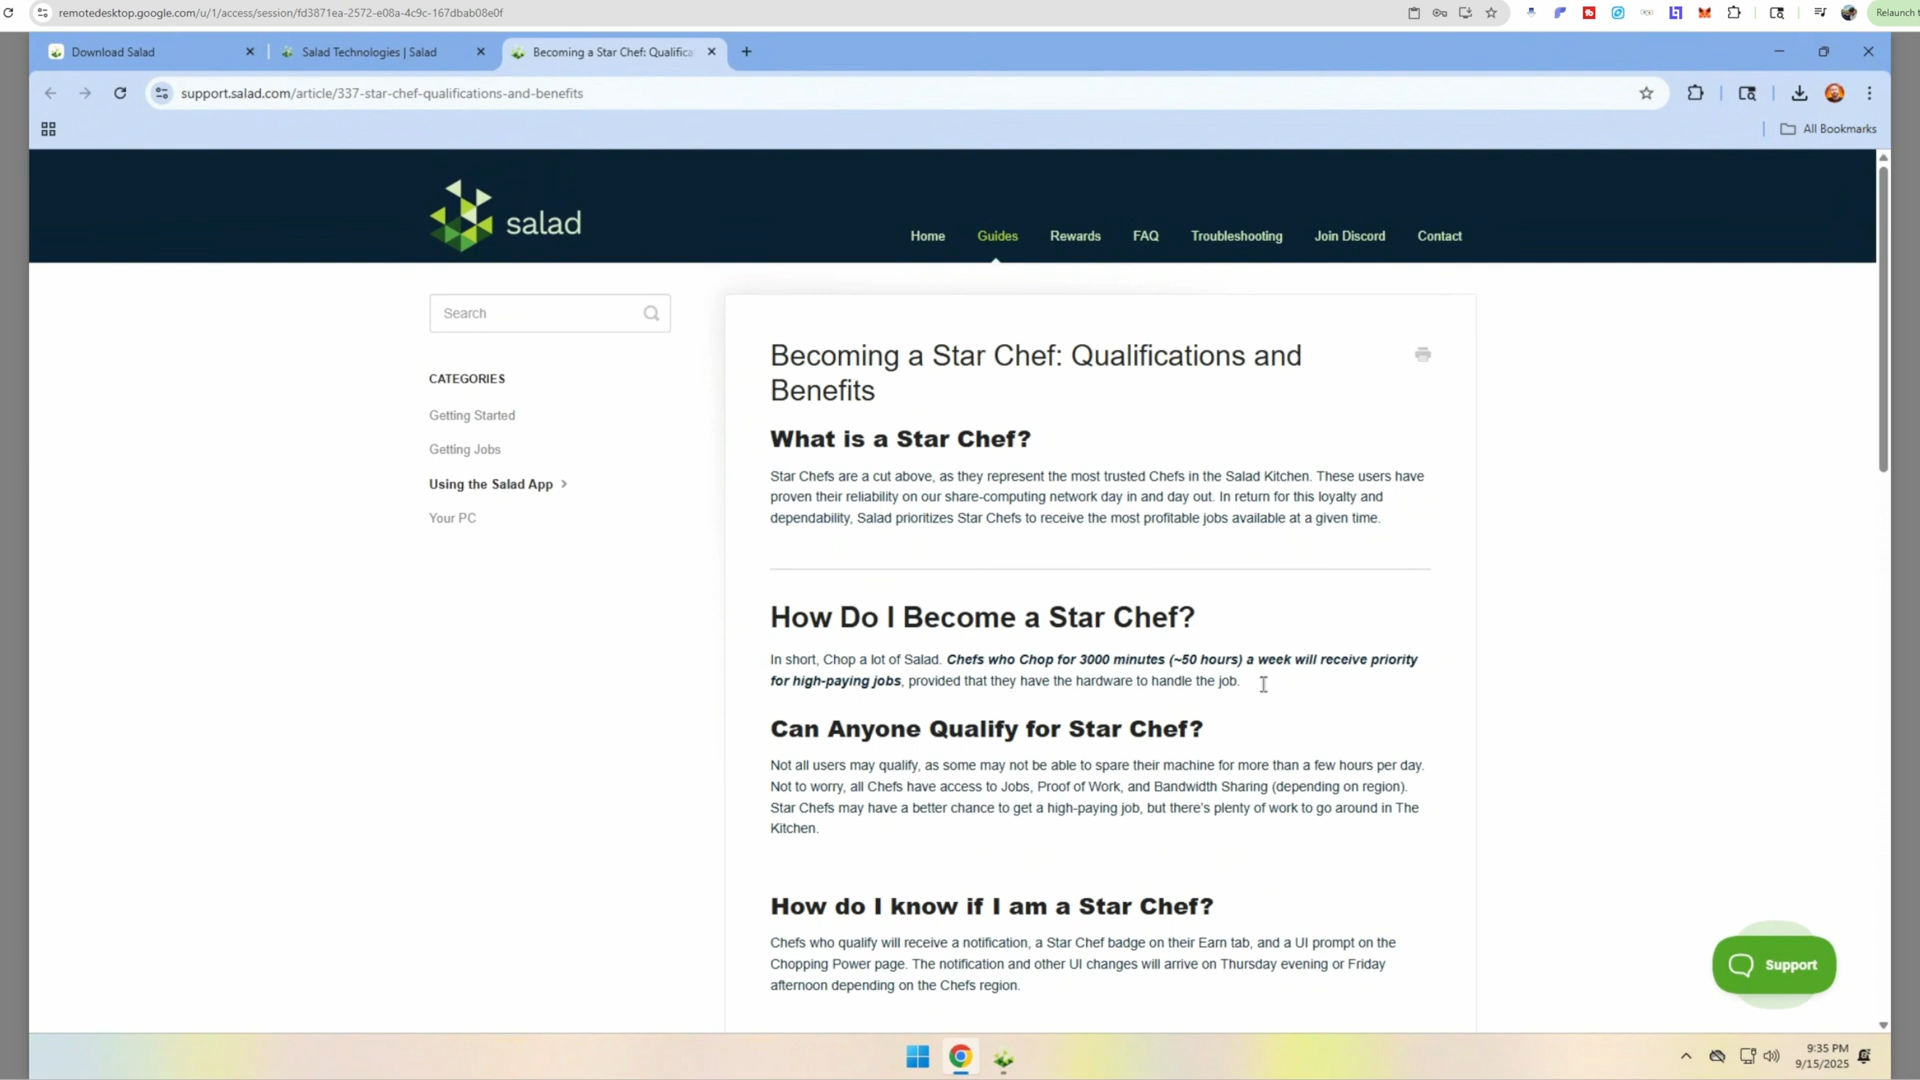 remotedesktop.google.com/u/1/access/session/fd3871ea-2572-e08a-4c9c-167dbab08e0f
Relaunch t
Download Salad
Salad Technologies | Salad
Becoming a Star Chef: Qualifica
support.salad.com/article/337-star-chef-qualifications-and-benefits
All Bookmarks
salad
Home
Guides
Rewards
FAQ
Troubleshooting
Join Discord
Contact
Search
CATEGORIES
Getting Started
Getting Jobs
Using the Salad App
Your PC
Becoming a Star Chef: Qualifications and
Benefits
What is a Star Chef?
Star Chefs are a cut above, as they represent the most trusted Chefs in the Salad Kitchen. These users have
proven their reliability on our share-computing network day in and day out. In return for this loyalty and
dependability, Salad prioritizes Star Chefs to receive the most profitable jobs available at a given time.
How Do I Become a Star Chef?
In short, Chop a lot of Salad. Chefs who Chop for 3000 minutes (~50 hours) a week will receive priority
for high-paying jobs, provided that they have the hardware to handle the job.
Can Anyone Qualify for Star Chef?
Not all users may qualify, as some may not be able to spare their machine for more than a few hours per day.
Not to worry, all Chefs have access to Jobs, Proof of Work, and Bandwidth Sharing (depending on region).
Star Chefs may have a better chance to get a high-paying job, but there's plenty of work to go around in The
Kitchen.
How do I know if I am a Star Chef?
Chefs who qualify will receive a notification, a Star Chef badge on their Earn tab, and a UI prompt on the
Chopping Power page. The notification and other UI changes will arrive on Thursday evening or Friday
afternoon depending on the Chefs region.
Support
9:35 PM
9/15/2025